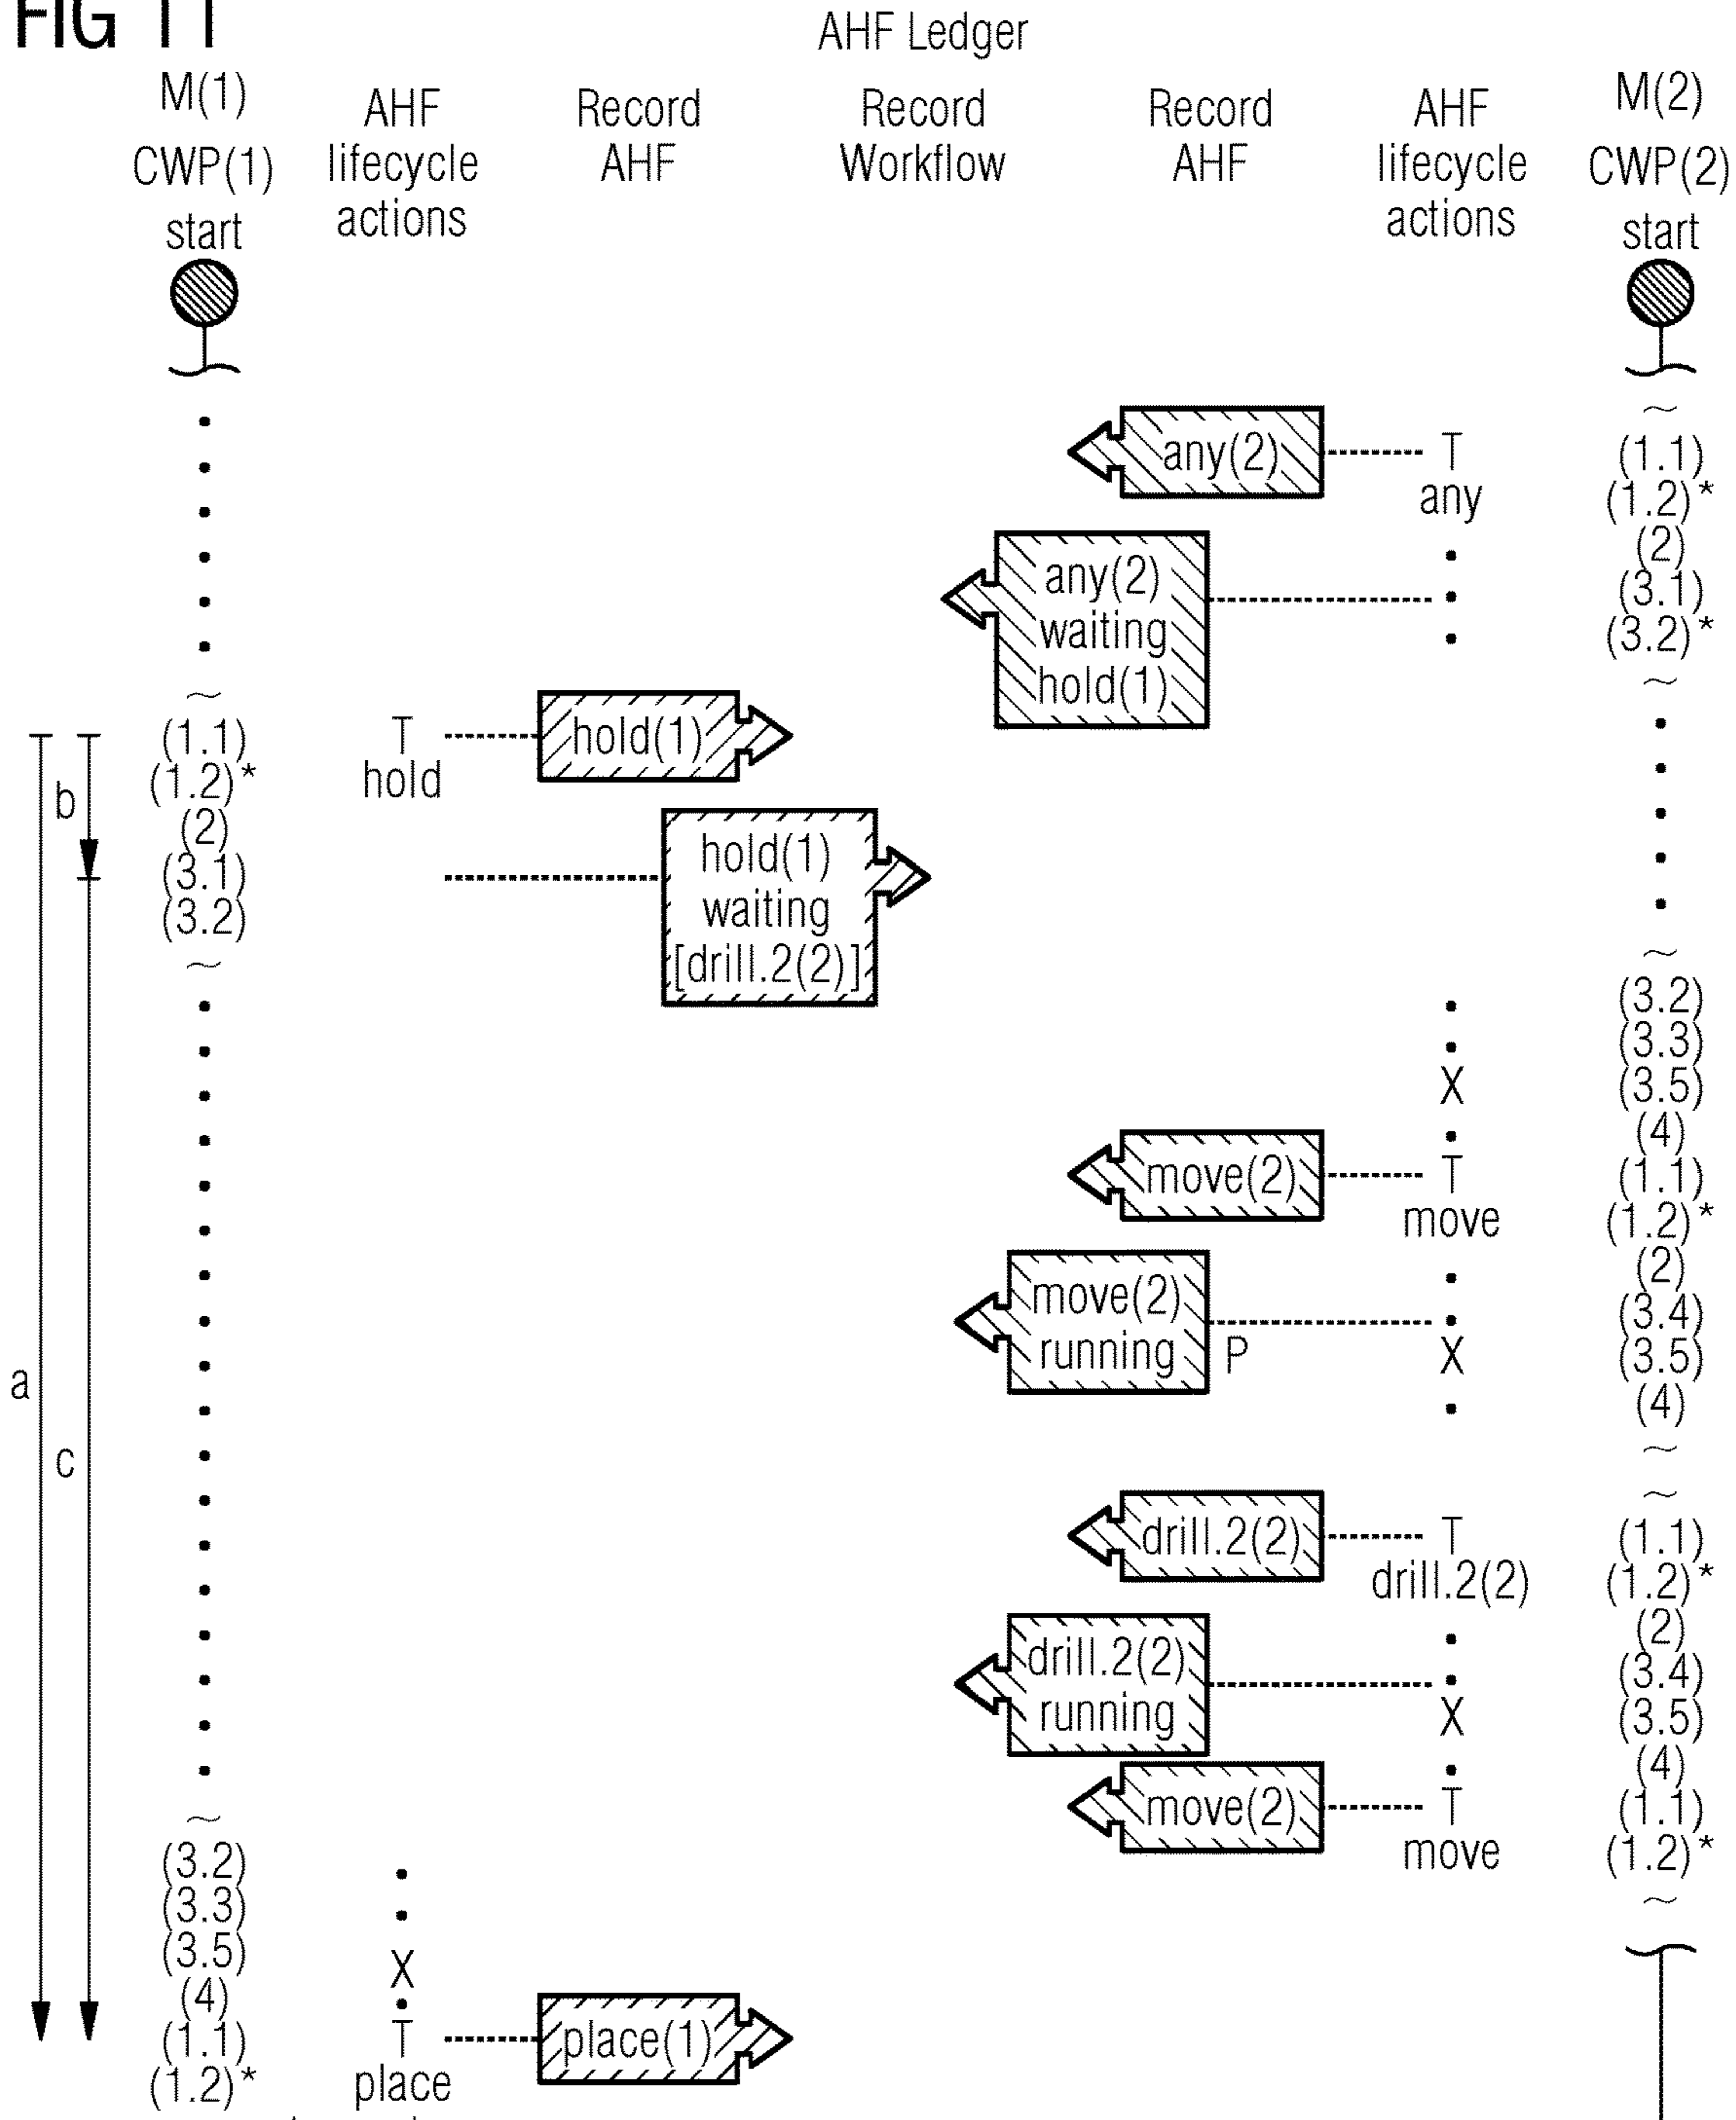 FIG 11
AHF Ledger
M(1)
CWP(1)
start
AHF
lifecycle
actions
Record
AHF
Record
Workflow
Record
AHF
AHF
lifecycle
actions
M(2)
CWP(2)
start
any(2)
T
any
(1.1)
(1.2)*
(2)
(3.1)
(3.2)*
any(2)
waiting
hold(1)
b
(1.1)
(1.2)*
(2)
(3.1)
(3.2)
T
hold
hold(1)
hold(1)
waiting
[drill.2(2)]
X
(3.2)
(3.3)
(3.5)
(4)
(1.1)
(1.2)*
(2)
(3.4)
(3.5)
(4)
move(2)
T
move
move(2)
running
P
X
a
c
drill.2(2)
T
drill.2(2)
(1.1)
(1.2)*
(2)
(3.4)
(3.5)
(4)
(1.1)
(1.2)*
drill.2(2)
running
X
move(2)
T
move
(3.2)
(3.3)
(3.5)
(4)
(1.1)
(1.2)*
X
T
place
place(1)